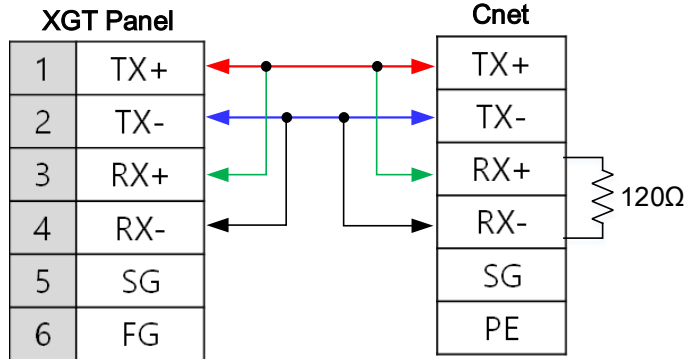 XGT Panel
Cnet
1 TX+
TX+
2 TX-
TX-
3 RX+
RX+
120Ω
4 RX-
RX-
5 SG
SG
6 FG
PE